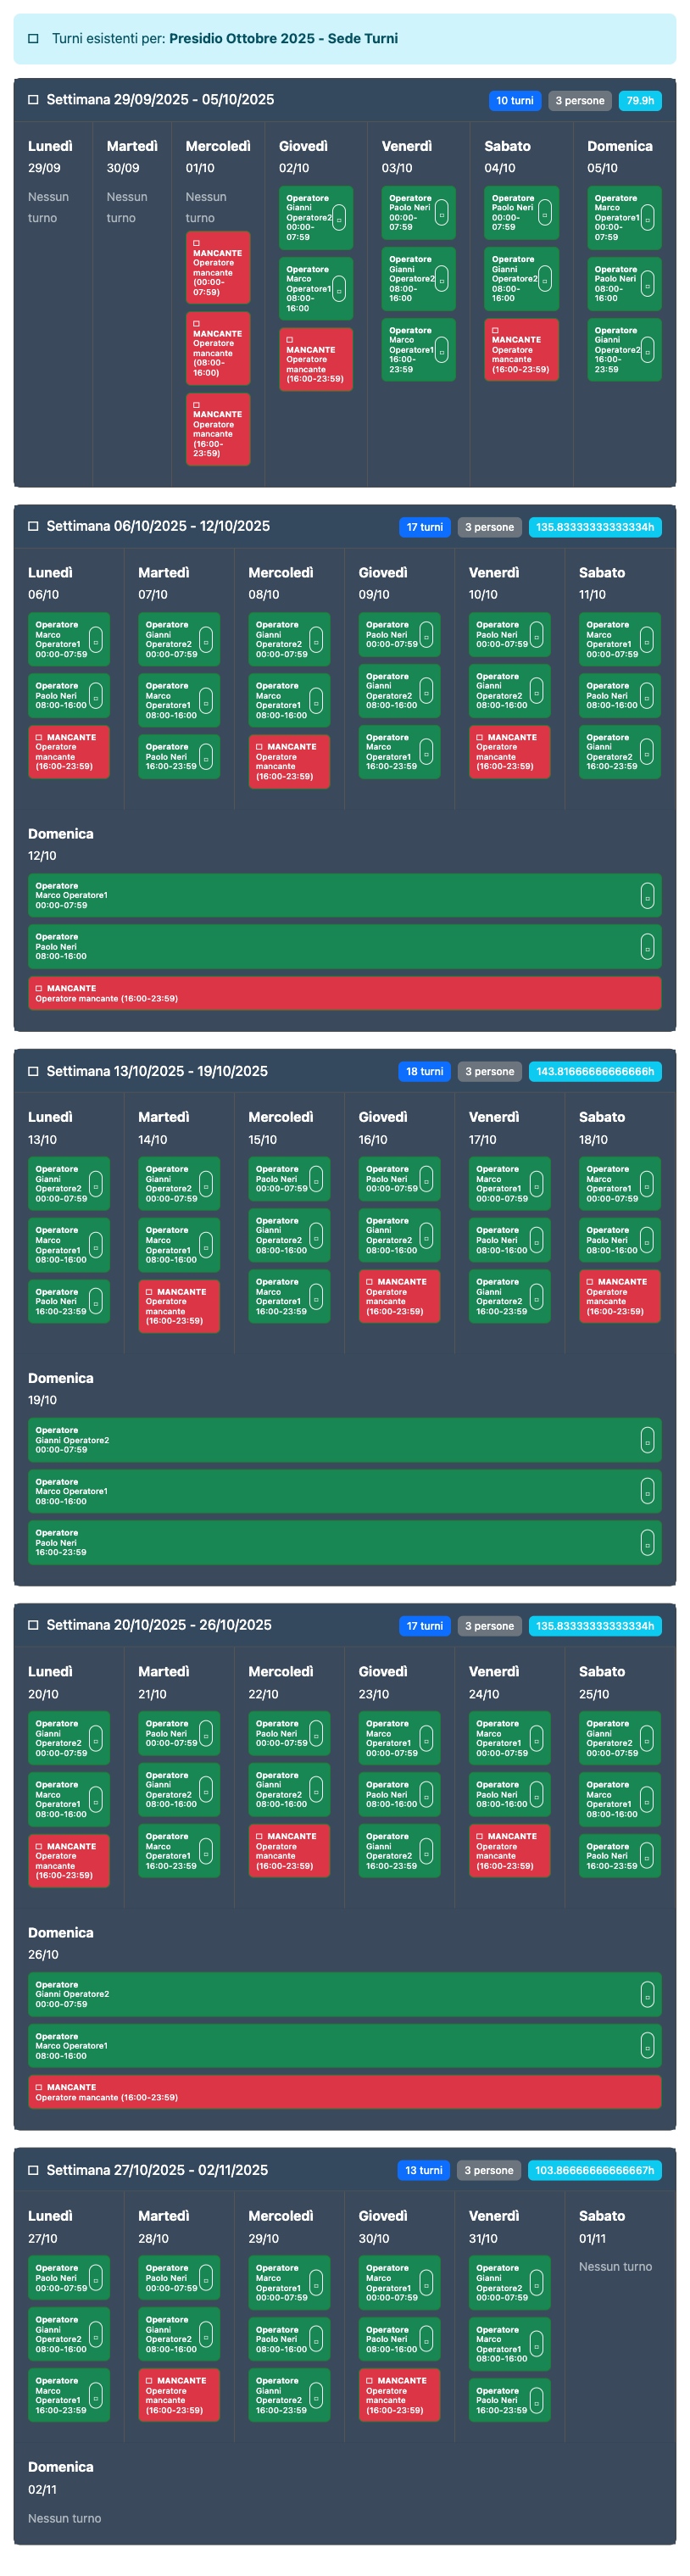 Turni esistenti per: Presidio Ottobre 2025 - Sede Turni
Settimana 29/09/2025 - 05/10/2025
10 turni
3 persone
79.9h
Lunedì
29/09
Nessun
turno
Martedì
30/09
Nessun
turno
Mercoledì
01/10
Nessun
turno
MANCANTE
Operatore
mancante
(00:00-
07:59)
MANCANTE
Operatore
mancante
(08:00-
16:00)
MANCANTE
Operatore
mancante
(16:00-
23:59)
Giovedì
02/10
Operatore
Gianni
Operatore2
00:00-
07:59
Operatore
Marco
Operatore1
08:00-
16:00
MANCANTE
Operatore
mancante
(16:00-23:59)
Venerdì
03/10
Operatore
Paolo Neri
00:00-
07:59
Operatore
Gianni
Operatore2
08:00-
16:00
Operatore
Marco
Operatore1
16:00-
23:59
Sabato
04/10
Operatore
Paolo Neri
00:00-
07:59
Operatore
Gianni
Operatore2
08:00-
16:00
MANCANTE
Operatore
mancante
(16:00-23:59)
Domenica
05/10
Operatore
Marco
Operatore1
00:00-
07:59
Operatore
Paolo Neri
08:00-
16:00
Operatore
Gianni
Operatore2
16:00-
23:59
Settimana 06/10/2025 - 12/10/2025
17 turni
3 persone
135.83333333333334h
Lunedì
06/10
Operatore
Marco
Operatore1
00:00-07:59
Operatore
Paolo Neri
08:00-16:00
MANCANTE
Operatore
mancante
(16:00-23:59)
Martedì
07/10
Operatore
Gianni
Operatore2
00:00-07:59
Operatore
Marco
Operatore1
08:00-16:00
Operatore
Paolo Neri
16:00-23:59
Mercoledì
08/10
Operatore
Gianni
Operatore2
00:00-07:59
Operatore
Marco
Operatore1
08:00-16:00
MANCANTE
Operatore
mancante
(16:00-23:59)
Giovedì
09/10
Operatore
Paolo Neri
00:00-07:59
Operatore
Gianni
Operatore2
08:00-16:00
Operatore
Marco
Operatore1
16:00-23:59
Venerdì
10/10
Operatore
Paolo Neri
00:00-07:59
Operatore
Gianni
Operatore2
08:00-16:00
MANCANTE
Operatore
mancante
(16:00-23:59)
Sabato
11/10
Operatore
Marco
Operatore1
00:00-07:59
Operatore
Paolo Neri
08:00-16:00
Operatore
Gianni
Operatore2
16:00-23:59
Domenica
12/10
Operatore
Marco Operatore1
00:00-07:59
Operatore
Paolo Neri
08:00-16:00
MANCANTE
Operatore mancante (16:00-23:59)
Settimana 13/10/2025 - 19/10/2025
18 turni
3 persone
143.81666666666666h
Lunedì
13/10
Operatore
Gianni
Operatore2
00:00-07:59
Operatore
Marco
Operatore1
08:00-16:00
Operatore
Paolo Neri
16:00-23:59
Martedì
14/10
Operatore
Gianni
Operatore2
00:00-07:59
Operatore
Marco
Operatore1
08:00-16:00
MANCANTE
Operatore
mancante
(16:00-23:59)
Mercoledì
15/10
Operatore
Paolo Neri
00:00-07:59
Operatore
Gianni
Operatore2
08:00-16:00
Operatore
Marco
Operatore1
16:00-23:59
Giovedì
16/10
Operatore
Paolo Neri
00:00-07:59
Operatore
Gianni
Operatore2
08:00-16:00
MANCANTE
Operatore
mancante
(16:00-23:59)
Venerdì
17/10
Operatore
Marco
Operatore1
00:00-07:59
Operatore
Paolo Neri
08:00-16:00
Operatore
Gianni
Operatore2
16:00-23:59
Sabato
18/10
Operatore
Marco
Operatore1
00:00-07:59
Operatore
Paolo Neri
08:00-16:00
MANCANTE
Operatore
mancante
(16:00-23:59)
Domenica
19/10
Operatore
Gianni Operatore2
00:00-07:59
Operatore
Marco Operatore1
08:00-16:00
Operatore
Paolo Neri
16:00-23:59
Settimana 20/10/2025 - 26/10/2025
17 turni
3 persone
135.83333333333334h
Lunedì
20/10
Operatore
Gianni
Operatore2
00:00-07:59
Operatore
Marco
Operatore1
08:00-16:00
MANCANTE
Operatore
mancante
(16:00-23:59)
Martedì
21/10
Operatore
Paolo Neri
00:00-07:59
Operatore
Gianni
Operatore2
08:00-16:00
Operatore
Marco
Operatore1
16:00-23:59
Mercoledì
22/10
Operatore
Paolo Neri
00:00-07:59
Operatore
Gianni
Operatore2
08:00-16:00
MANCANTE
Operatore
mancante
(16:00-23:59)
Giovedì
23/10
Operatore
Marco
Operatore1
00:00-07:59
Operatore
Paolo Neri
08:00-16:00
Operatore
Gianni
Operatore2
16:00-23:59
Venerdì
24/10
Operatore
Marco
Operatore1
00:00-07:59
Operatore
Paolo Neri
08:00-16:00
MANCANTE
Operatore
mancante
(16:00-23:59)
Sabato
25/10
Operatore
Gianni
Operatore2
00:00-07:59
Operatore
Marco
Operatore1
08:00-16:00
Operatore
Paolo Neri
16:00-23:59
Domenica
26/10
Operatore
Gianni Operatore2
00:00-07:59
Operatore
Marco Operatore1
08:00-16:00
MANCANTE
Operatore mancante (16:00-23:59)
Settimana 27/10/2025 - 02/11/2025
13 turni
3 persone
103.86666666666667h
Lunedì
27/10
Operatore
Paolo Neri
00:00-07:59
Operatore
Gianni
Operatore2
08:00-16:00
Operatore
Marco
Operatore1
16:00-23:59
Martedì
28/10
Operatore
Paolo Neri
00:00-07:59
Operatore
Gianni
Operatore2
08:00-16:00
MANCANTE
Operatore
mancante
(16:00-23:59)
Mercoledì
29/10
Operatore
Marco
Operatore1
00:00-07:59
Operatore
Paolo Neri
08:00-16:00
Operatore
Gianni
Operatore2
16:00-23:59
Giovedì
30/10
Operatore
Marco
Operatore1
00:00-07:59
Operatore
Paolo Neri
08:00-16:00
MANCANTE
Operatore
mancante
(16:00-23:59)
Venerdì
31/10
Operatore
Gianni
Operatore2
00:00-07:59
Operatore
Marco
Operatore1
08:00-16:00
Operatore
Paolo Neri
16:00-23:59
Sabato
01/11
Nessun turno
Domenica
02/11
Nessun turno